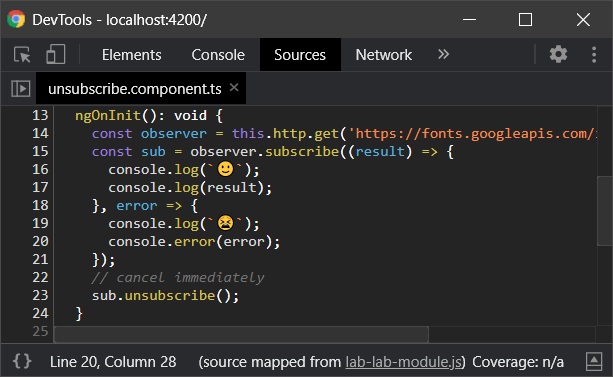 DevTools - localhost:4200/
Elements Console Sources Network »
unsubscribe.component.ts ×
13 ngOnInit(): void {
14 const observer = this.http.get('https://fonts.googleapis.com/
15 const sub = observer.subscribe((result) => {
16 console.log(`🙂`);
17 console.log(result);
18 }, error => {
19 console.log(`😫`);
20 console.error(error);
21 });
22 // cancel immediately
23 sub.unsubscribe();
24 }
25
{} Line 20, Column 28 (source mapped from lab-lab-module.js) Coverage: n/a